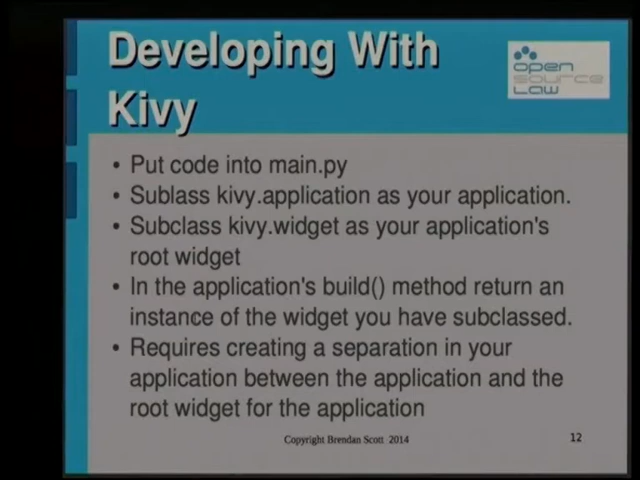 Developing With
Kivy
open
source
Law
• Put code into main.py
• Sublass kivy.application as your application.
• Subclass kivy.widget as your application's
root widget
• In the application's build() method return an
instance of the widget you have subclassed.
• Requires creating a separation in your
application between the application and the
root widget for the application
Copyright Brendan Scott 2014
12